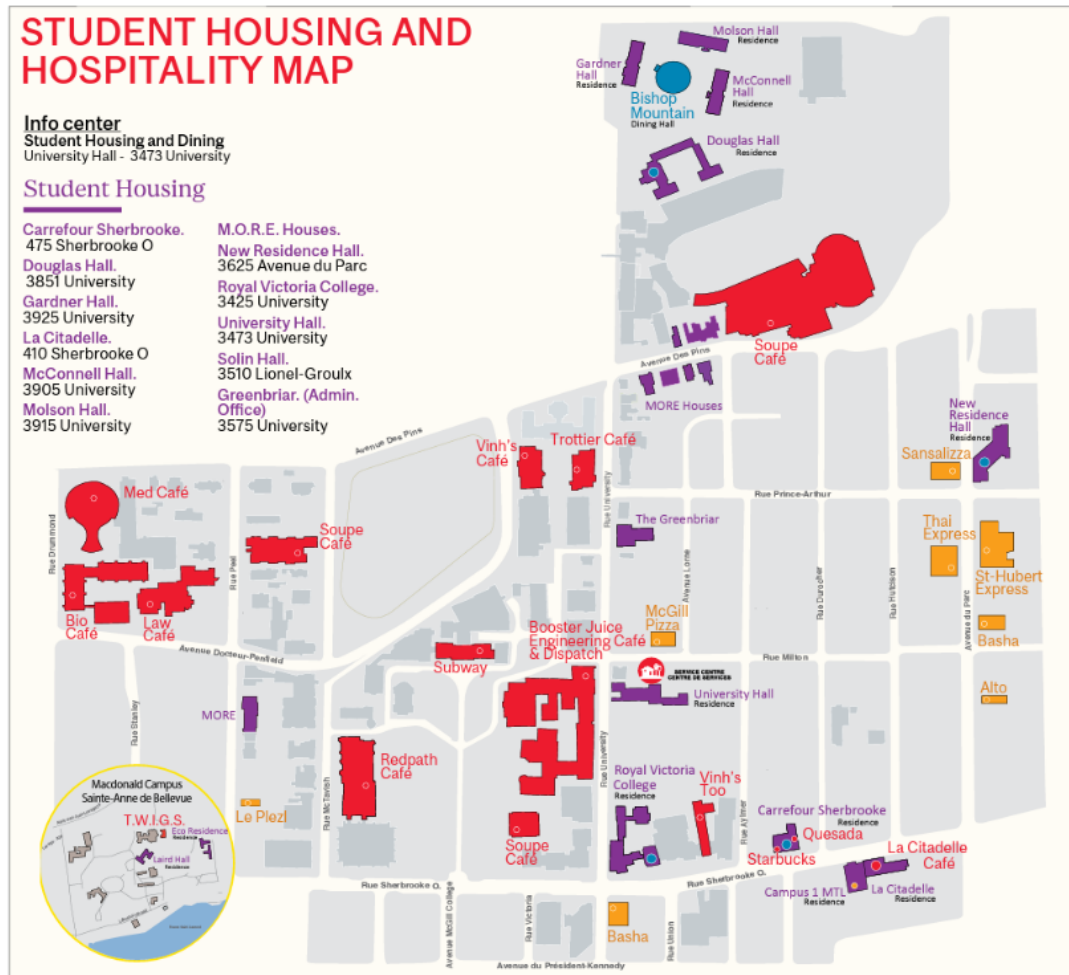 STUDENT HOUSING AND
HOSPITALITY MAP
Info center
Student Housing and Dining
University Hall - 3473 University
Student Housing
Carrefour Sherbrooke.
475 Sherbrooke O
Douglas Hall.
3851 University
Gardner Hall.
3925 University
La Citadelle.
410 Sherbrooke O
McConnell Hall.
3905 University
Molson Hall.
3915 University
M.O.R.E. Houses.
New Residence Hall.
3625 Avenue du Parc
Royal Victoria College.
3425 University
University Hall.
3473 University
Solin Hall.
3510 Lionel-Groulx
Greenbriar. (Admin.
Office)
3575 University
Molson Hall
Residence
Gardner
Hall
Residence
McConnell
Hall
Residence
Bishop
Mountain
Dining Hall
Douglas Hall
Residence
Soupe
Café
Avenue Des Pins
MORE Houses
New
Residence
Hall
Residence
Avenue Des Pins
Vinh's
Café
Trottier Café
Sansalizza
Rue Prince-Arthur
Med Café
Rue University
Rue Drummond
Soupe
Café
The Greenbriar
Thai
Express
St-Hubert
Express
Rue Peel
Avenue Lorne
Rue Durocher
Rue Hutcison
Avenue du Parc
Bio
Café
Law
Café
McGill
Pizza
Basha
Booster Juice
Engineering Café
& Dispatch
Avenue Docteur-Penfield
Subway
Rue Milton
SERVICE CENTRE
CENTRE DE SERVICES
University Hall
Residence
Alto
MORE
Rue Stanley
Rue University
Redpath
Café
Royal Victoria
College
Residence
Vinh's
Too
Macdonald Campus
Sainte-Anne de Bellevue
T.W.I.G.S.
Eco Residence
Residence
Laird Hall
Residence
Le Plezl
Rue McTavish
Soupe
Café
Rue Aylmer
Carrefour Sherbrooke
Residence
Quesada
Starbucks
La Citadelle
Café
Rue Sherbrooke O.
Rue Sherbrooke O.
Campus 1 MTL
Residence
La Citadelle
Residence
Avenue McGill College
Rue Victoria
Basha
Rue Union
Avenue du Président-Kennedy